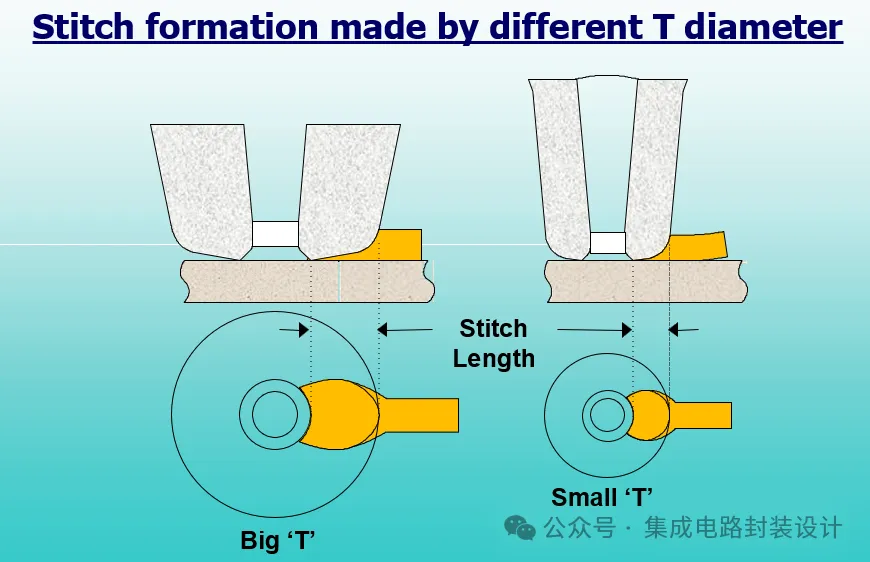 Stitch formation made by different T diameter
Stitch
Length
Small ‘T’
Big ‘T’
公众号 · 集成电路封装设计